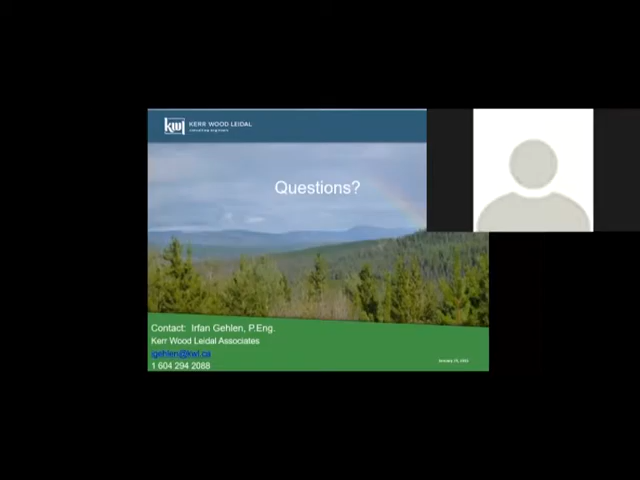 kwl KERR WOOD LEIDAL
consulting engineers
Questions?
Contact: Irfan Gehlen, P.Eng.
Kerr Wood Leidal Associates
igehlen@kwl.ca
1 604 294 2088